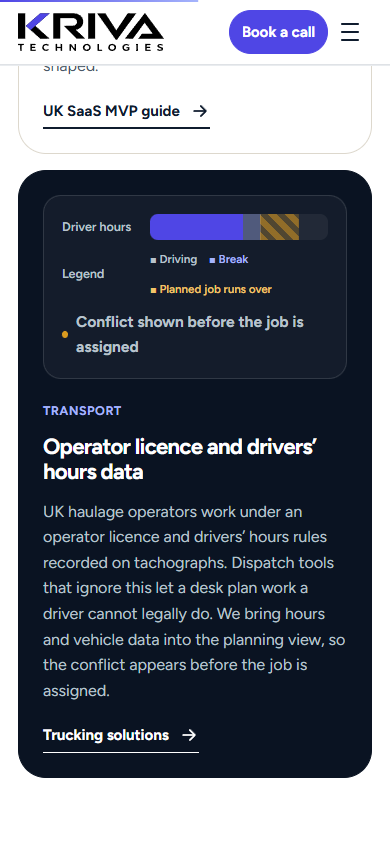 KRIVA
TECHNOLOGIES
Book a call
shaped.
UK SaaS MVP guide →
Driver hours
Legend
■ Driving ■ Break
■ Planned job runs over
Conflict shown before the job is
assigned
TRANSPORT
Operator licence and drivers’
hours data
UK haulage operators work under an
operator licence and drivers’ hours rules
recorded on tachographs. Dispatch tools
that ignore this let a desk plan work a
driver cannot legally do. We bring hours
and vehicle data into the planning view, so
the conflict appears before the job is
assigned.
Trucking solutions →